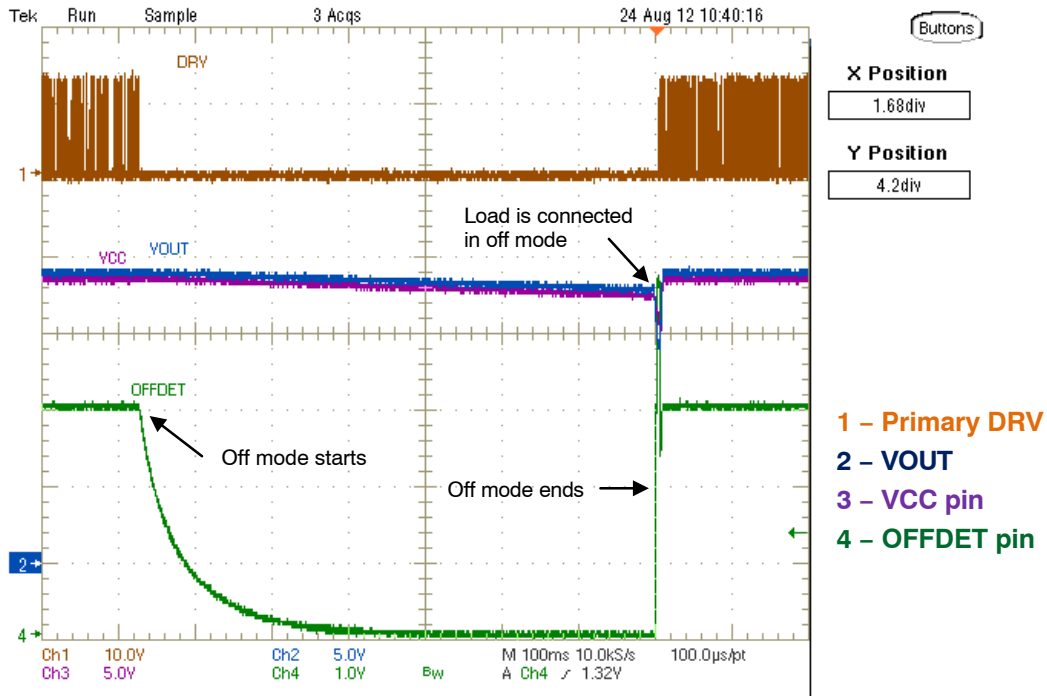 Tek Run Sample 3 Acqs 24 Aug 12 10:40:16
Buttons
X Position
1.68div
Y Position
4.2div
DRV
1
Load is connected
in off mode
VCC
VOUT
OFFDET
Off mode starts
Off mode ends
1 – Primary DRV
2 – VOUT
3 – VCC pin
4 – OFFDET pin
2
4
Ch1 10.0V Ch2 5.0V M 100ms 10.0kS/s 100.0µs/pt
Ch3 5.0V Ch4 1.0V BW A Ch4 / 1.32V